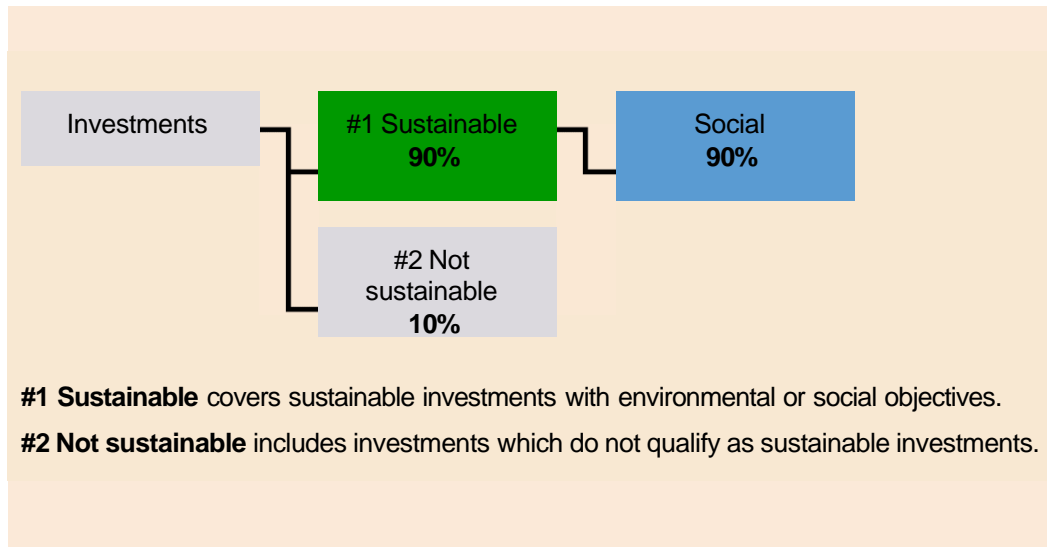 Investments
#1 Sustainable
90%
Social
90%
#2 Not
sustainable
10%
#1 Sustainable covers sustainable investments with environmental or social objectives.
#2 Not sustainable includes investments which do not qualify as sustainable investments.